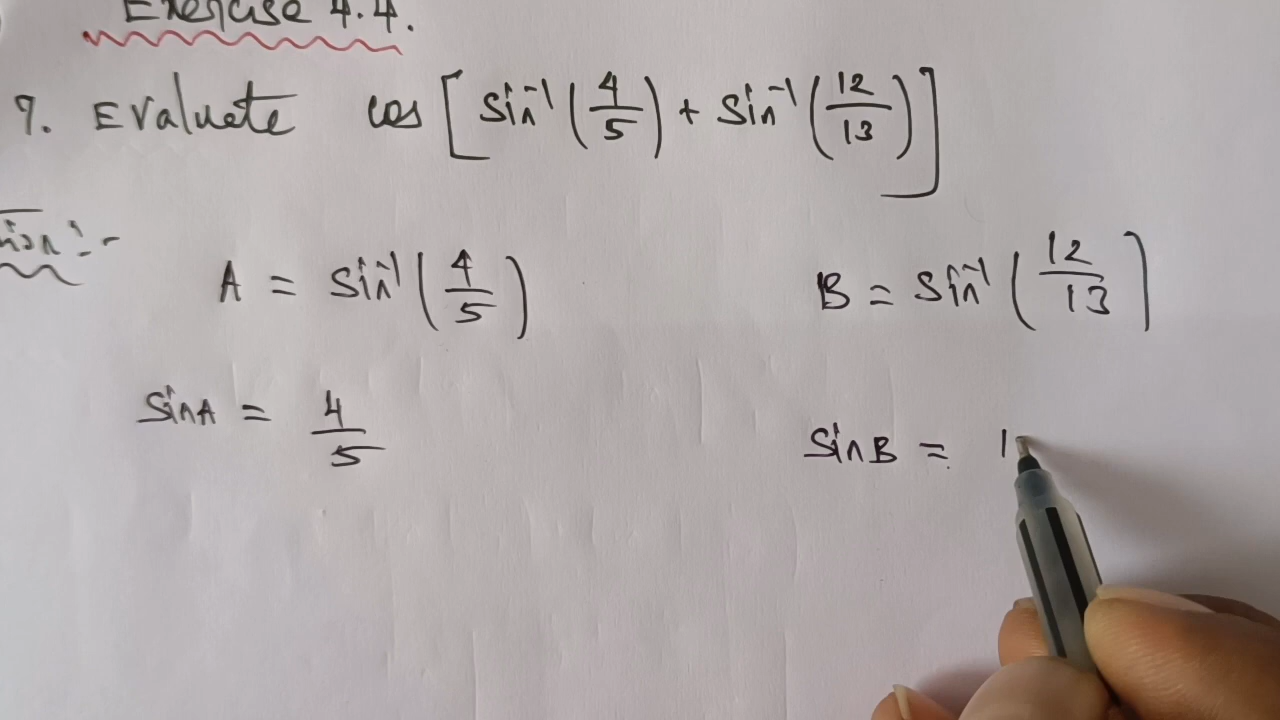 Exercise 4.4.
9. Evaluate cos [ sin⁻¹ (4/5) + sin⁻¹ (12/13) ]
A = sin⁻¹ (4/5) B = sin⁻¹ (12/13)
sinA = 4/5 sinB = 1